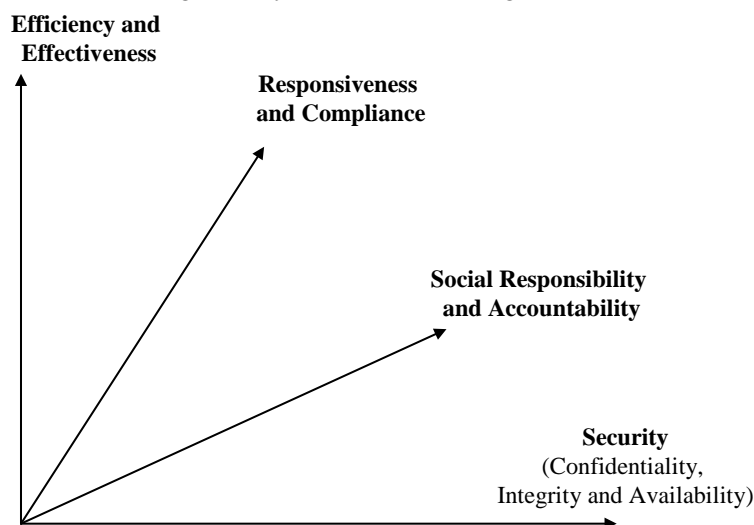 Efficiency and
Effectiveness
Responsiveness
and Compliance
Social Responsibility
and Accountability
Security
(Confidentiality,
Integrity and Availability)